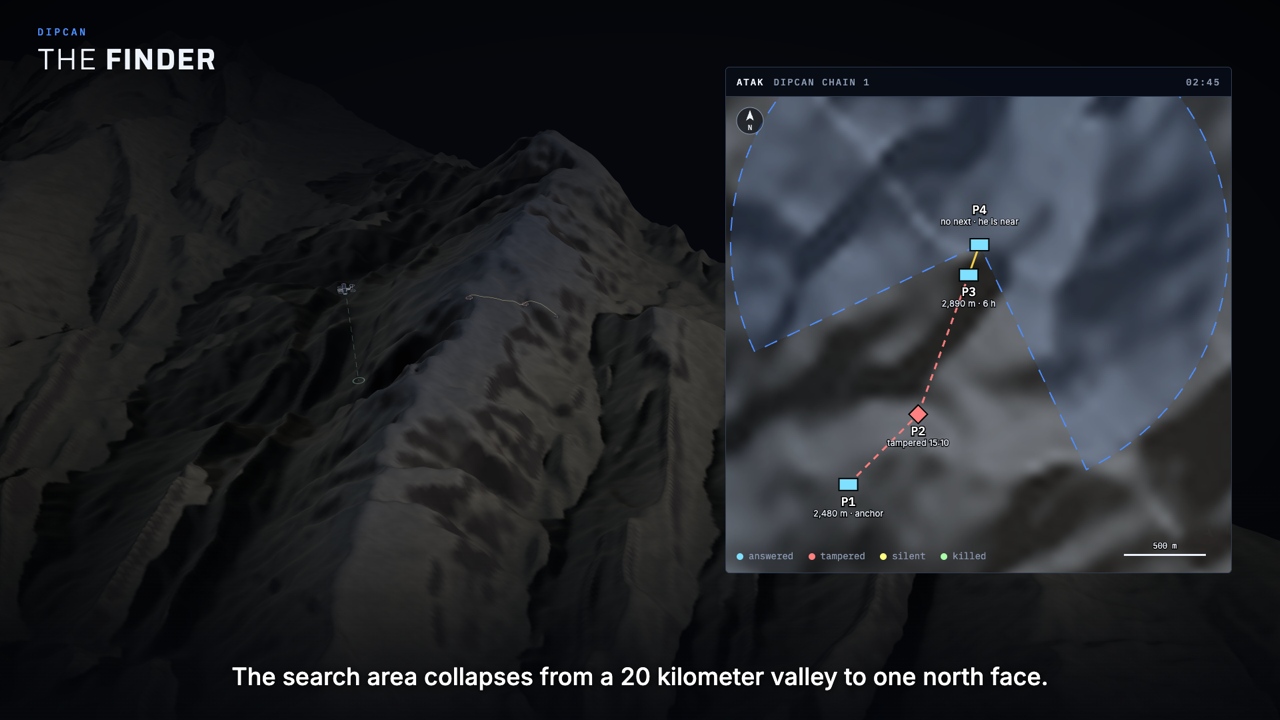 DIPCAN
THE FINDER
ATAK DIPCAN CHAIN 1
02:45
N
P4
no next · he is near
P3
2,890 m · 6 h
P2
tampered 15:10
P1
2,480 m · anchor
answered
tampered
silent
killed
500 m
The search area collapses from a 20 kilometer valley to one north face.